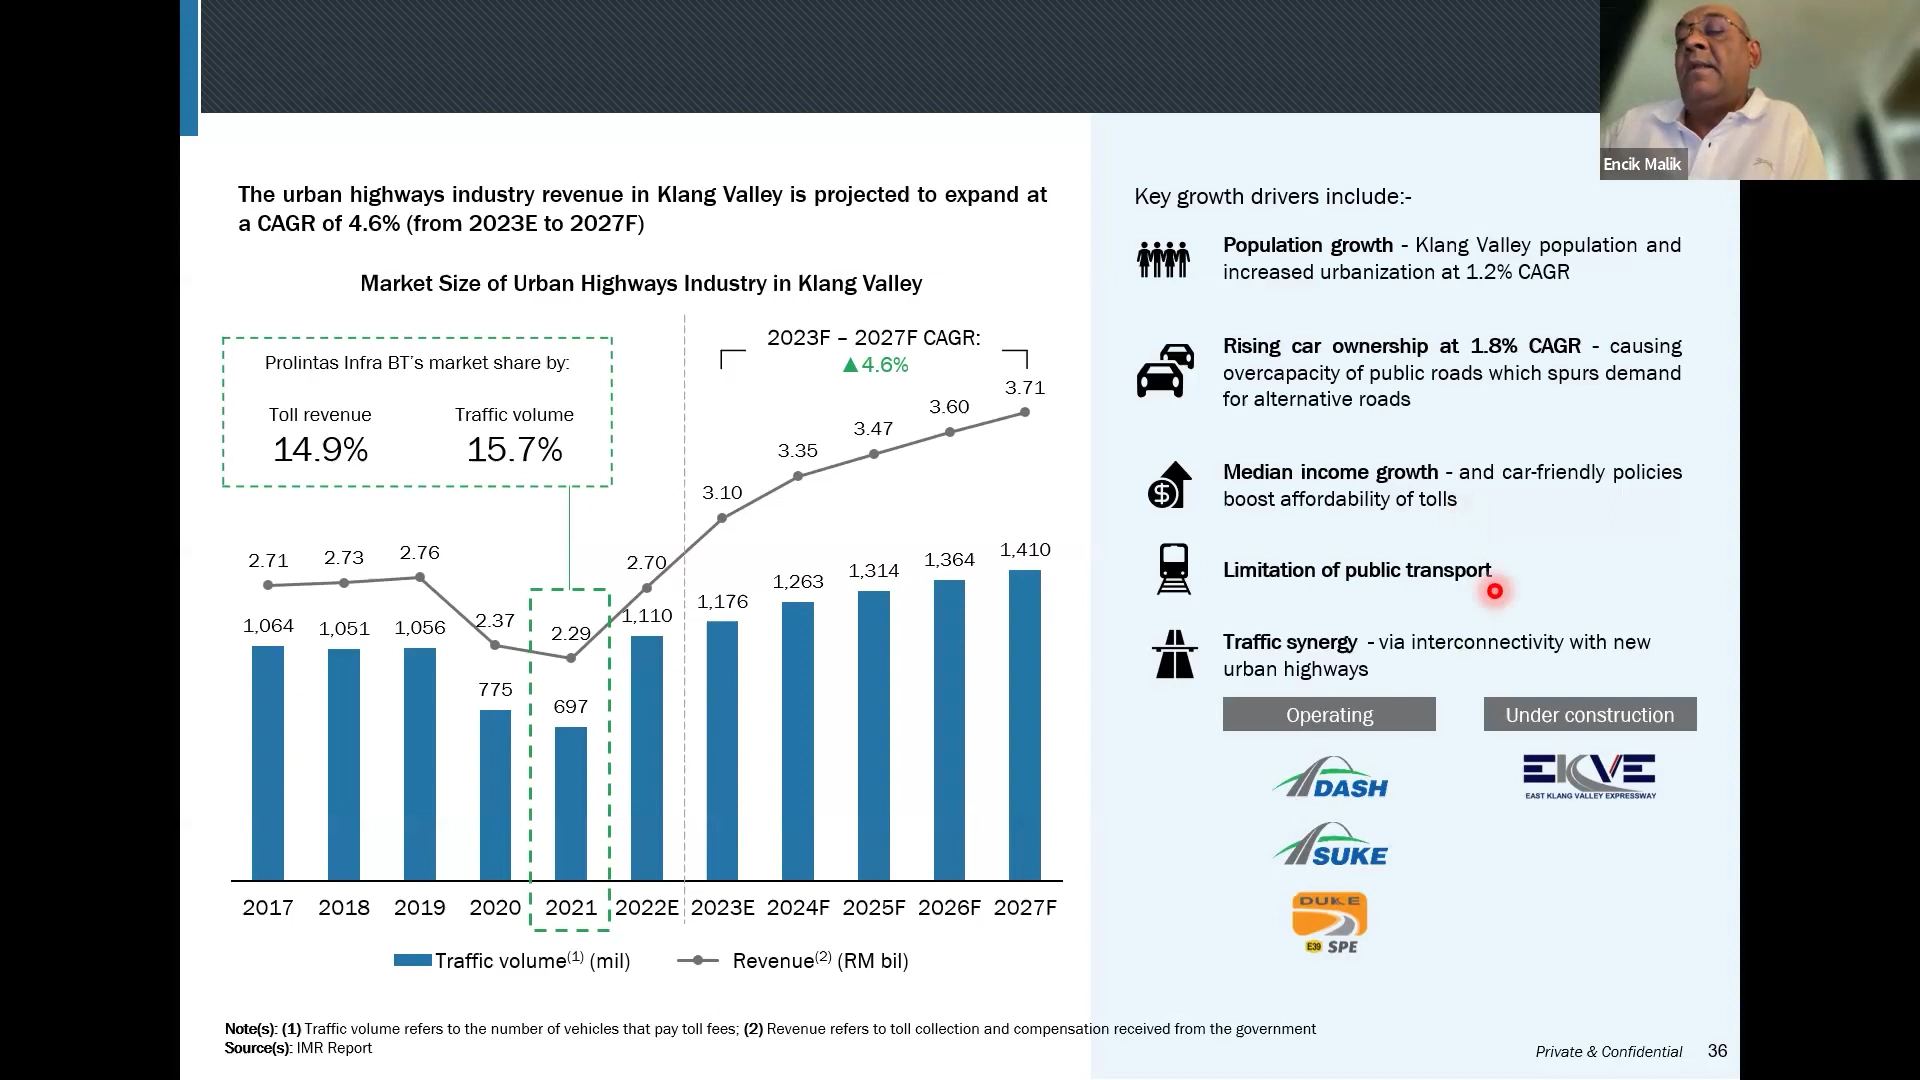 Encik Malik
The urban highways industry revenue in Klang Valley is projected to expand at
a CAGR of 4.6% (from 2023E to 2027F)
Market Size of Urban Highways Industry in Klang Valley
Prolintas Infra BT's market share by:
Toll revenue Traffic volume
14.9% 15.7%
2023F – 2027F CAGR:
▲4.6%
2.71 2.73 2.76 2.37 2.29 2.70 3.10 3.35 3.47 3.60 3.71
1,064 1,051 1,056 775 697 1,110 1,176 1,263 1,314 1,364 1,410
2017 2018 2019 2020 2021 2022E 2023E 2024F 2025F 2026F 2027F
Traffic volume(1) (mil) Revenue(2) (RM bil)
Key growth drivers include:-
Population growth - Klang Valley population and
increased urbanization at 1.2% CAGR
Rising car ownership at 1.8% CAGR - causing
overcapacity of public roads which spurs demand
for alternative roads
$
Median income growth - and car-friendly policies
boost affordability of tolls
Limitation of public transport
Traffic synergy - via interconnectivity with new
urban highways
Operating Under construction
DASH
SUKE
DUKE
E39 SPE
EKVE
EAST KLANG VALLEY EXPRESSWAY
Note(s): (1) Traffic volume refers to the number of vehicles that pay toll fees; (2) Revenue refers to toll collection and compensation received from the government
Source(s): IMR Report
Private & Confidential 36